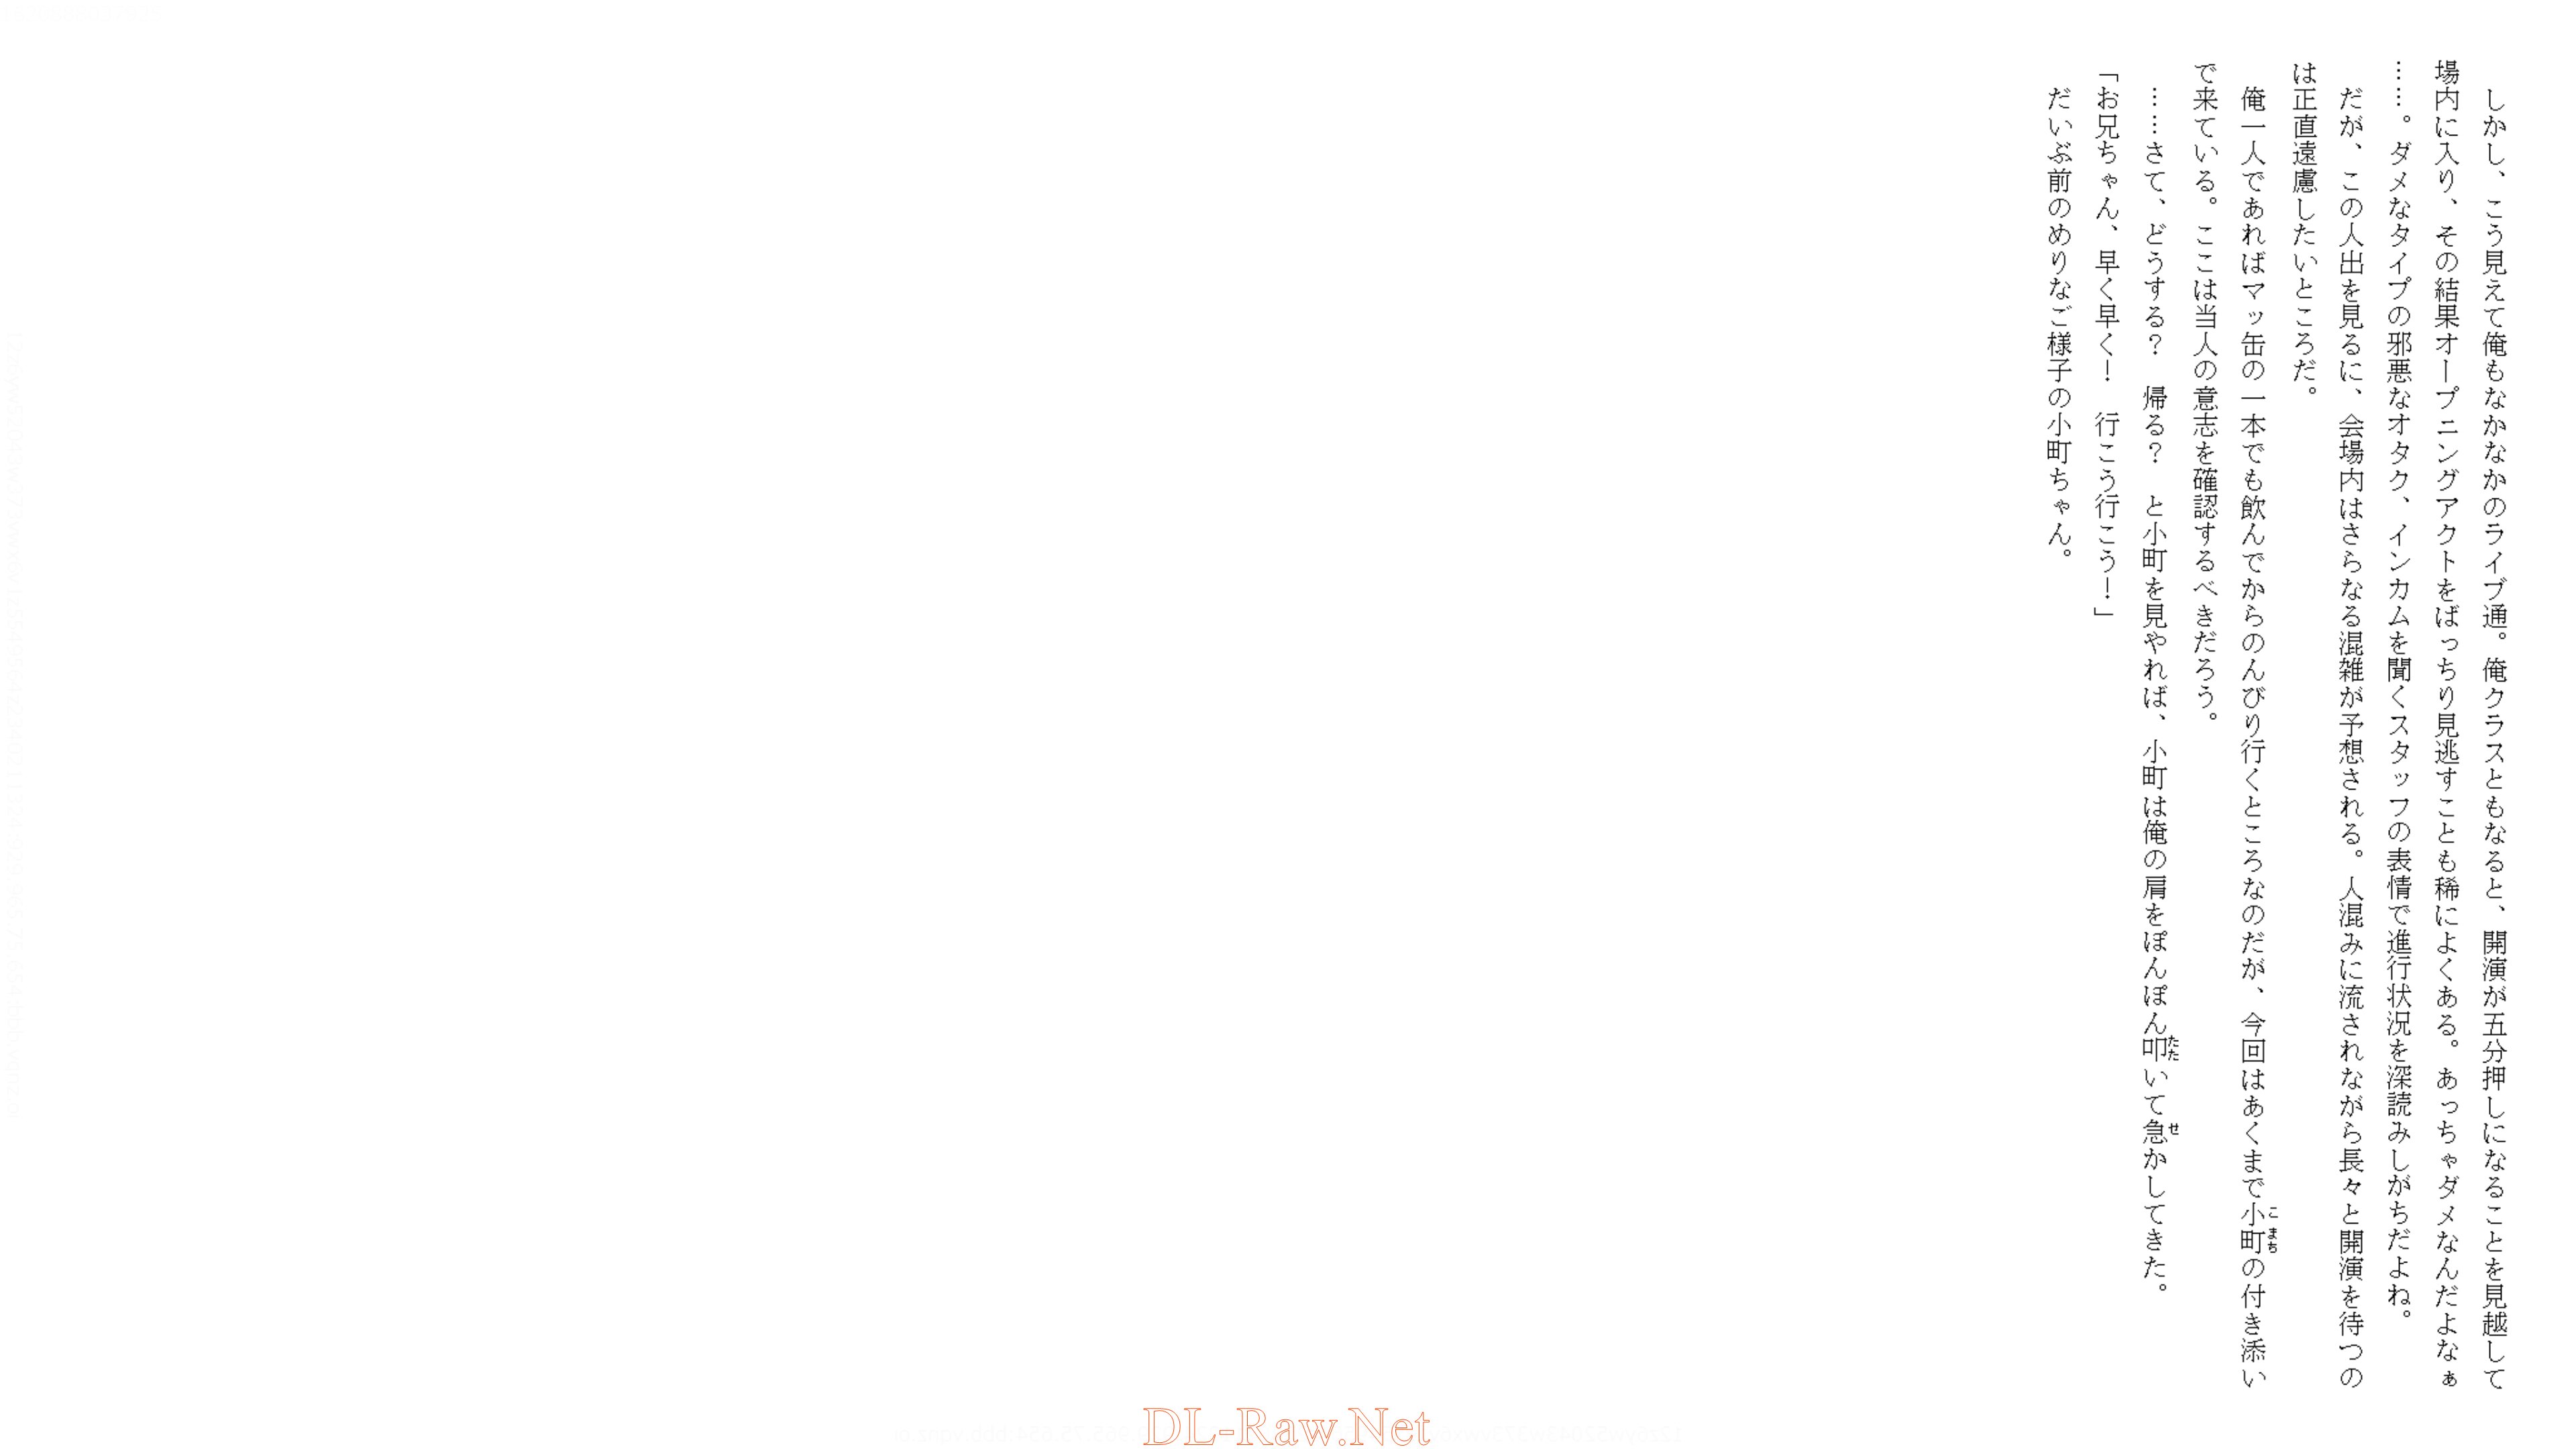 しかし、こう見えて俺もなかなかのライブ通。俺クラスともなると、開演が五分押しになることを見越して
場内に入り、その結果オープニングアクトをばっちり見逃すことも稀によくある。あっちゃダメなんだよなぁ
……。ダメなタイプの邪悪なオタク、インカムを聞くスタッフの表情で進行状況を深読みしがちだよね。
だが、この人出を見るに、会場内はさらなる混雑が予想される。人混みに流されながら長々と開演を待つの
は正直遠慮したいところだ。
俺一人であればマッ缶の一本でも飲んでからのんびり行くところなのだが、今回はあくまで小町の付き添い
で来ている。ここは当人の意志を確認するべきだろう。
……さて、どうする？　帰る？　と小町を見やれば、小町は俺の肩をぽんぽん叩いて急かしてきた。
「お兄ちゃん、早く早く！　行こう行こう！」
だいぶ前のめりなご様子の小町ちゃん。
DL-Raw.Net